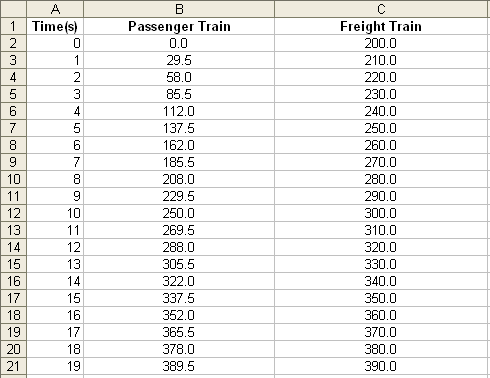 A B C
1 Time(s) Passenger Train Freight Train
2 0 0.0 200.0
3 1 29.5 210.0
4 2 58.0 220.0
5 3 85.5 230.0
6 4 112.0 240.0
7 5 137.5 250.0
8 6 162.0 260.0
9 7 185.5 270.0
10 8 208.0 280.0
11 9 229.5 290.0
12 10 250.0 300.0
13 11 269.5 310.0
14 12 288.0 320.0
15 13 305.5 330.0
16 14 322.0 340.0
17 15 337.5 350.0
18 16 352.0 360.0
19 17 365.5 370.0
20 18 378.0 380.0
21 19 389.5 390.0